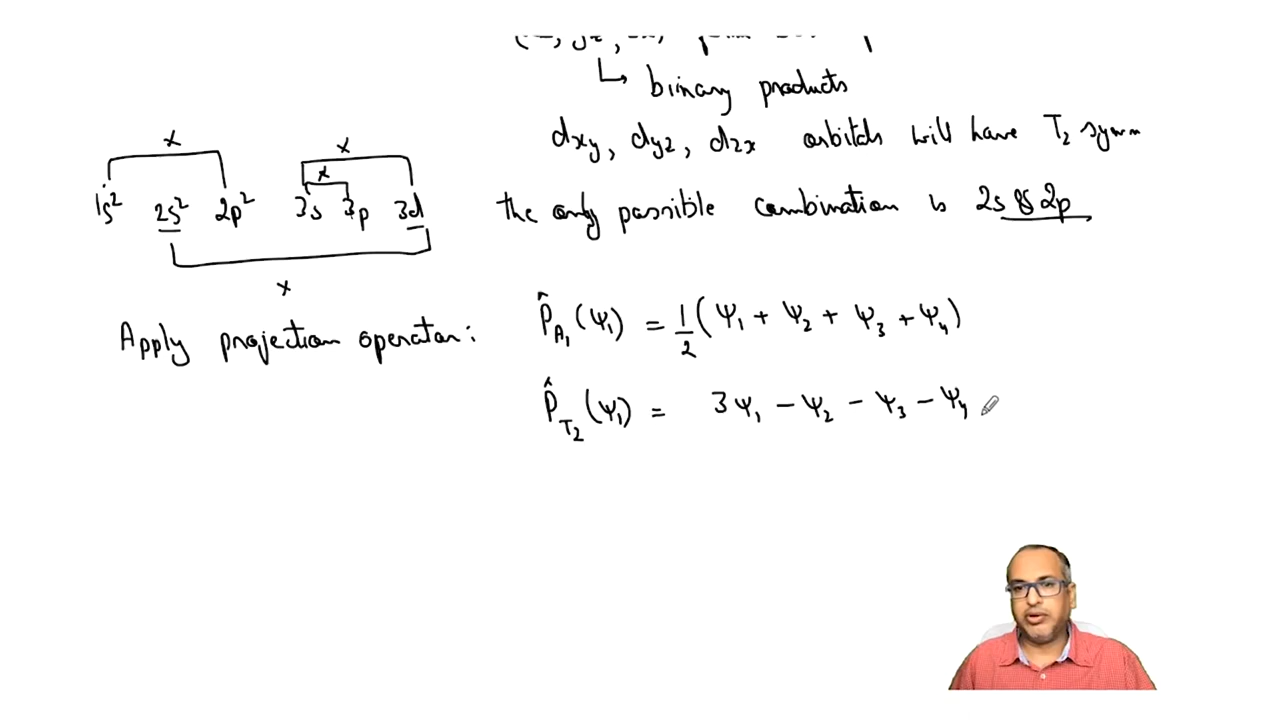 binary products
dxy, dyz, dzx orbitals will have T₂ symm
1s² 2s² 2p² 3s 3p 3d
x x x x
the only possible combination is 2s & 2p
Apply projection operator:
P̂_A₁(Ψ₁) = 1/2(Ψ₁ + Ψ₂ + Ψ₃ + Ψ₄)
P̂_T₂(Ψ₁) = 3Ψ₁ - Ψ₂ - Ψ₃ - Ψ₄